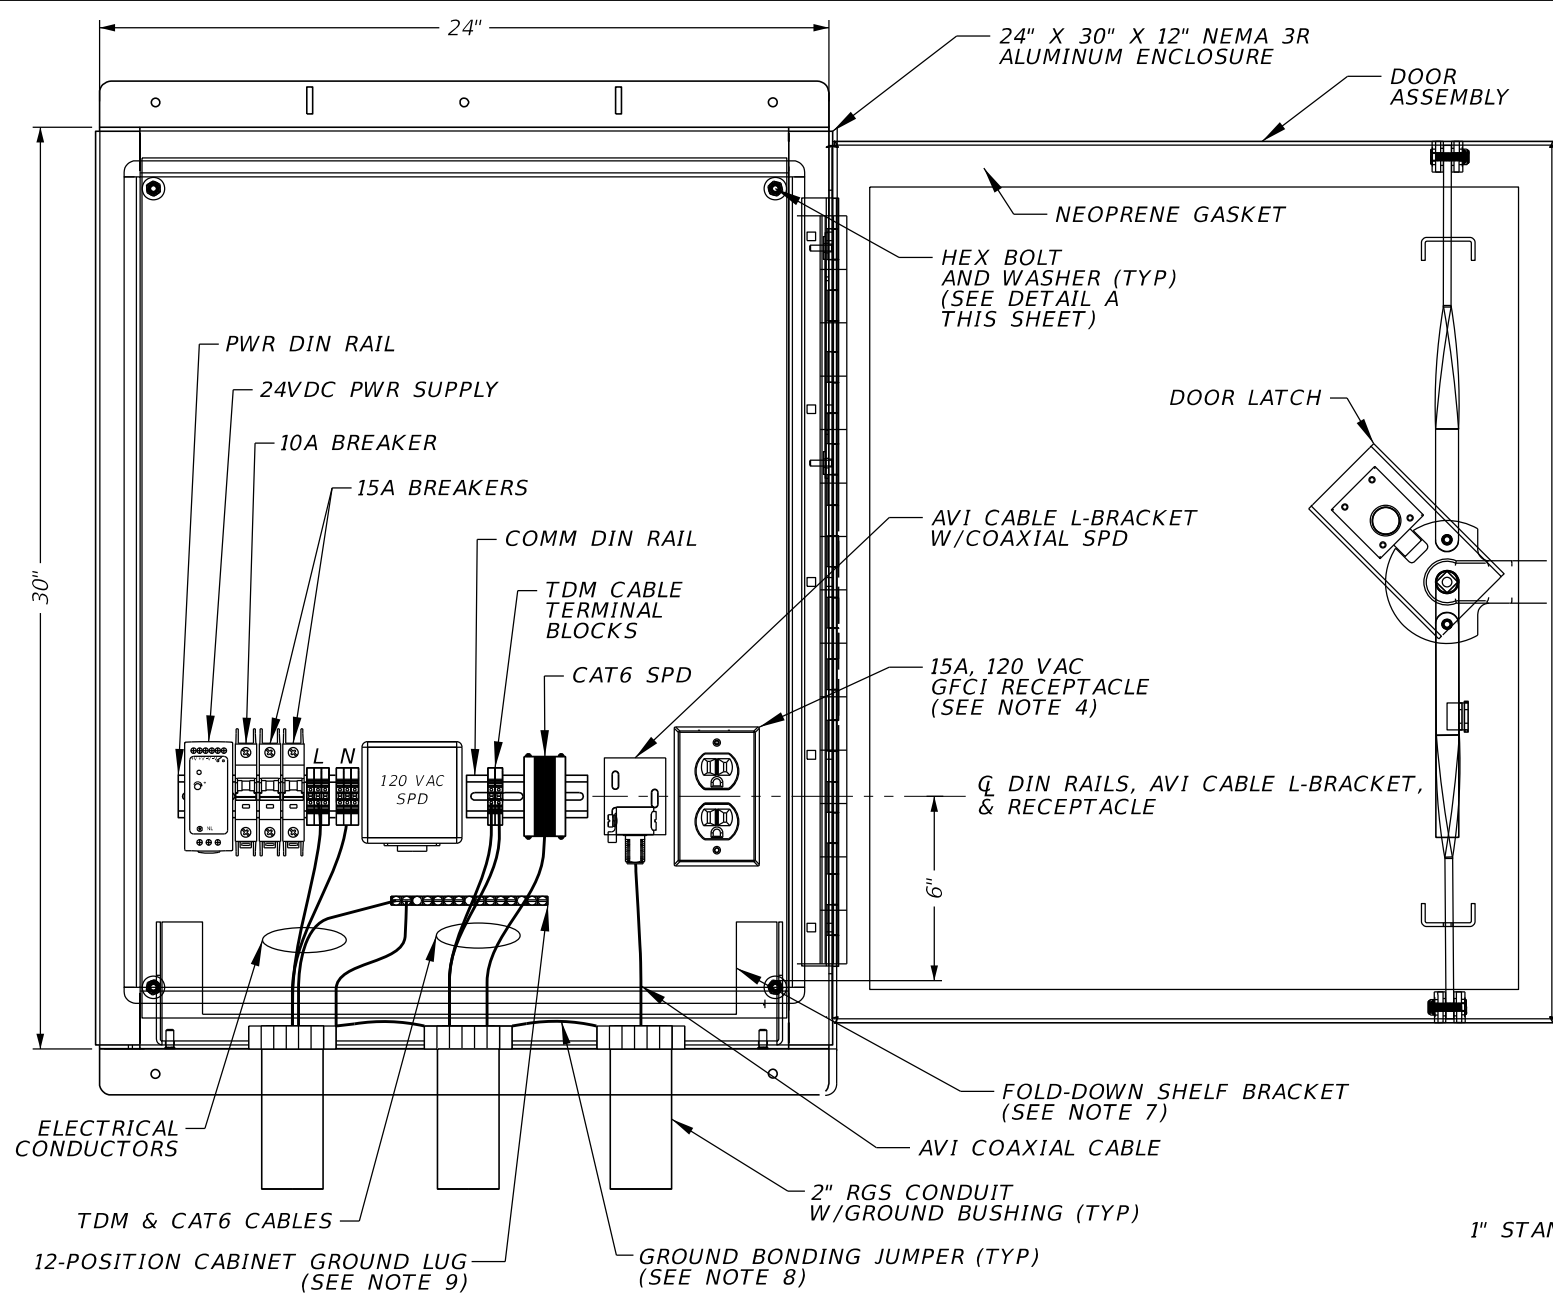 24"
24" X 30" X 12" NEMA 3R
ALUMINUM ENCLOSURE
DOOR
ASSEMBLY
NEOPRENE GASKET
HEX BOLT
AND WASHER (TYP)
(SEE DETAIL A
THIS SHEET)
PWR DIN RAIL
24VDC PWR SUPPLY
10A BREAKER
15A BREAKERS
DOOR LATCH
COMM DIN RAIL
AVI CABLE L-BRACKET
W/COAXIAL SPD
TDM CABLE
TERMINAL
BLOCKS
30"
CAT6 SPD
15A, 120 VAC
GFCI RECEPTACLE
(SEE NOTE 4)
L N
120 VAC
SPD
℄ DIN RAILS, AVI CABLE L-BRACKET,
& RECEPTACLE
6"
FOLD-DOWN SHELF BRACKET
(SEE NOTE 7)
ELECTRICAL
CONDUCTORS
AVI COAXIAL CABLE
2" RGS CONDUIT
W/GROUND BUSHING (TYP)
TDM & CAT6 CABLES
12-POSITION CABINET GROUND LUG
(SEE NOTE 9)
GROUND BONDING JUMPER (TYP)
(SEE NOTE 8)
1" STAN